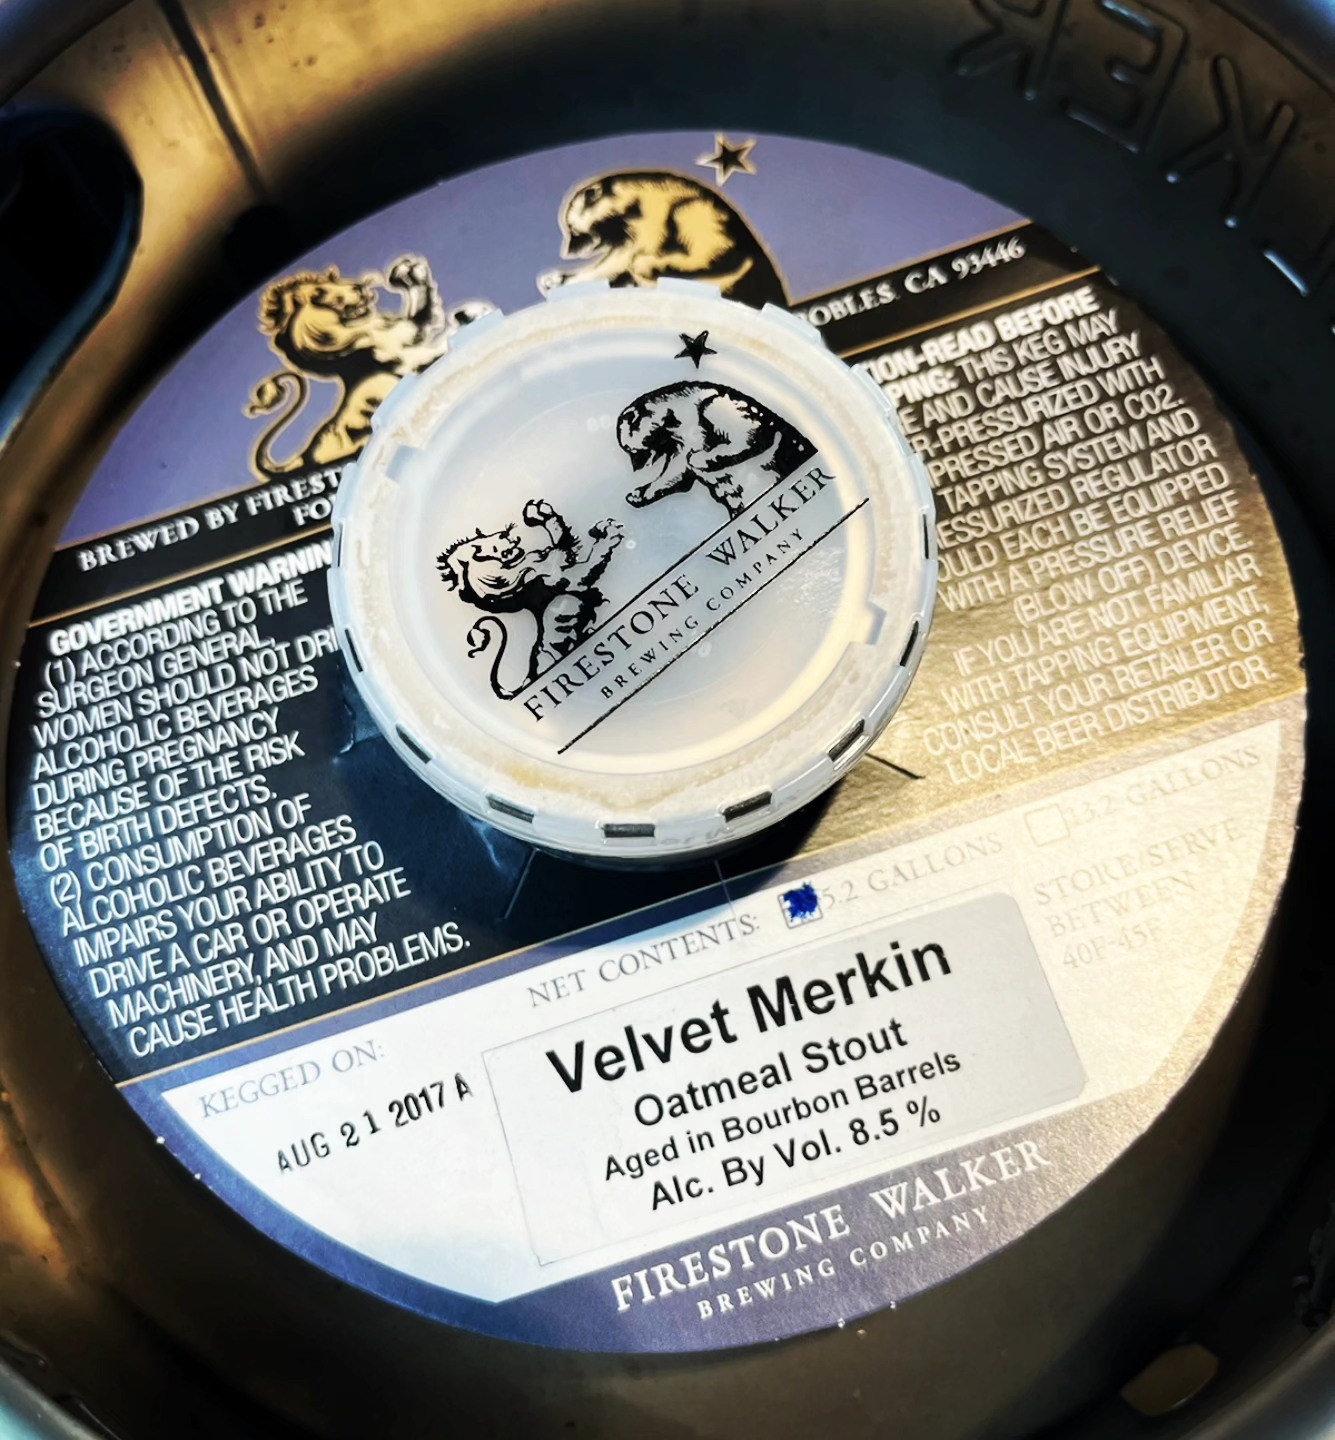 KER
OBLES, CA 93446
BREWED BY FIREST
FO
GOVERNMENT WARNIN
(1) ACCORDING TO THE
SURGEON GENERAL,
WOMEN SHOULD NOT DRI
ALCOHOLIC BEVERAGES
DURING PREGNANCY
BECAUSE OF THE RISK
OF BIRTH DEFECTS.
(2) CONSUMPTION OF
ALCOHOLIC BEVERAGES
IMPAIRS YOUR ABILITY TO
DRIVE A CAR OR OPERATE
MACHINERY, AND MAY
CAUSE HEALTH PROBLEMS.
FIRESTONE WALKER
BREWING COMPANY
TION-READ BEFORE
PING: THIS KEG MAY
E AND CAUSE INJURY
R-PRESSURIZED WITH
PRESSED AIR OR CO2.
TAPPING SYSTEM AND
ESSURIZED REGULATOR
ULD EACH BE EQUIPPED
WITH A PRESSURE RELIEF
(BLOW OFF) DEVICE.
IF YOU ARE NOT FAMILIAR
WITH TAPPING EQUIPMENT,
CONSULT YOUR RETAILER OR
LOCAL BEER DISTRIBUTOR.
NET CONTENTS: 5.2 GALLONS 13.2 GALLONS
STORE/SERVE
BETWEEN
40F-45F
KEGGED ON:
AUG 21 2017 A
Velvet Merkin
Oatmeal Stout
Aged in Bourbon Barrels
Alc. By Vol. 8.5 %
FIRESTONE WALKER
BREWING COMPANY